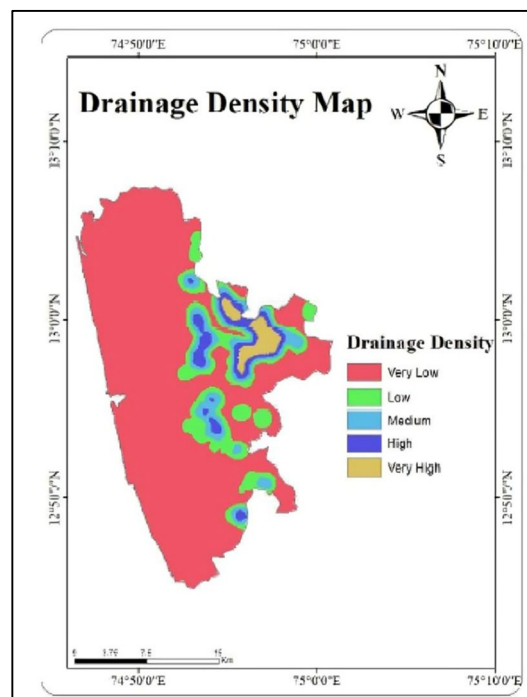 74°50'0"E 75°0'0"E 75°10'0"E
Drainage Density Map
N
W E
S
13°10'0"N 13°10'0"N
13°0'0"N 13°0'0"N
Drainage Density
Very Low
Low
Medium
High
Very High
12°50'0"N 12°50'0"N
0 3.75 7.5 15
Km
74°50'0"E 75°0'0"E 75°10'0"E